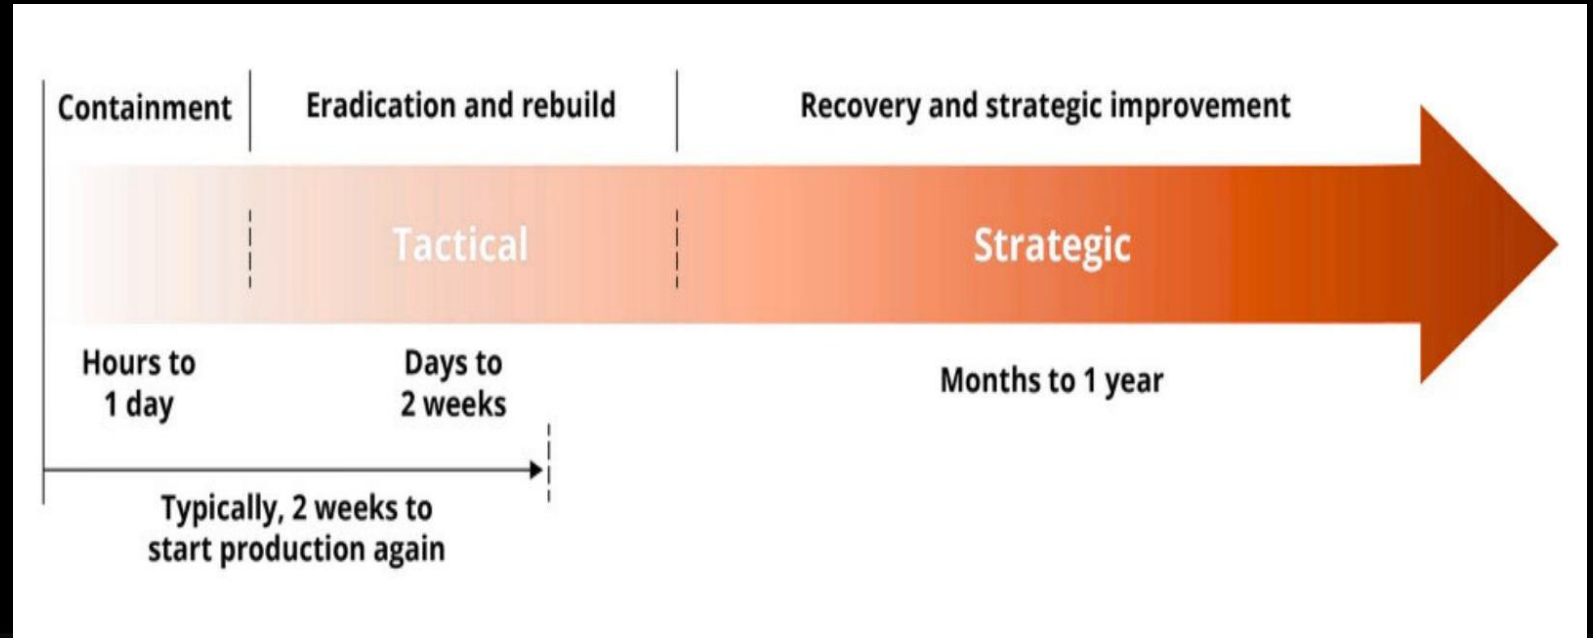 Containment
Eradication and rebuild
Recovery and strategic improvement
Tactical
Strategic
Hours to
1 day
Days to
2 weeks
Months to 1 year
Typically, 2 weeks to
start production again